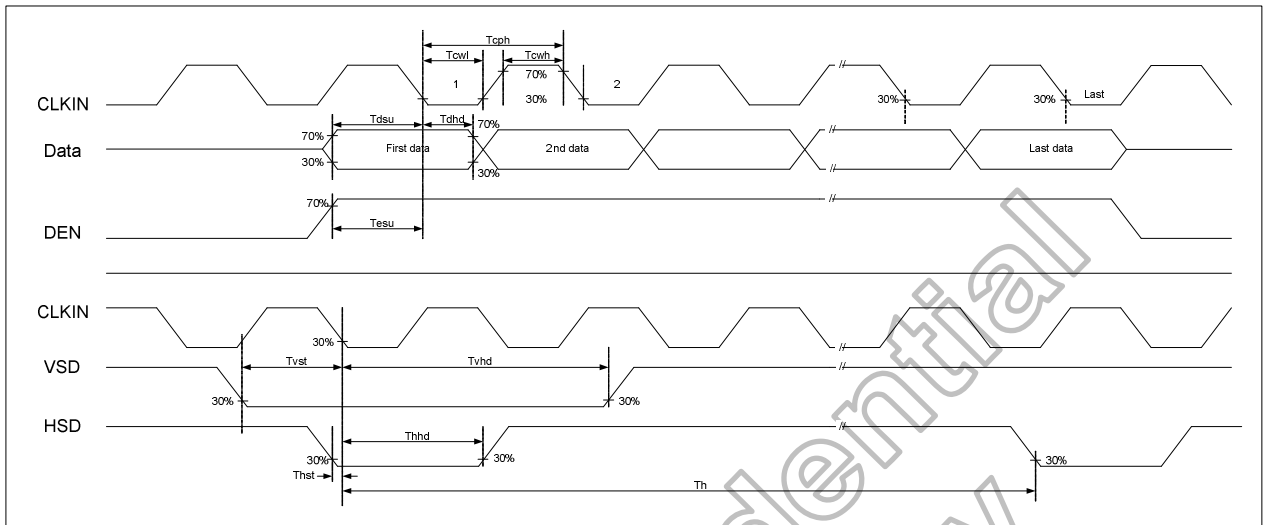 Tcph
Tcwl
Tcwh
1
70%
2
//
CLKIN
30%
30%
30%
Last
Tdsu
Tdhd
70%
70%
Data
First data
2nd data
Last data
30%
30%
//
70%
//
Tesu
DEN
CLKIN
30%
//
VSD
Tvst
Tvhd
//
30%
30%
HSD
//
Thhd
30%
30%
30%
Thst
Th